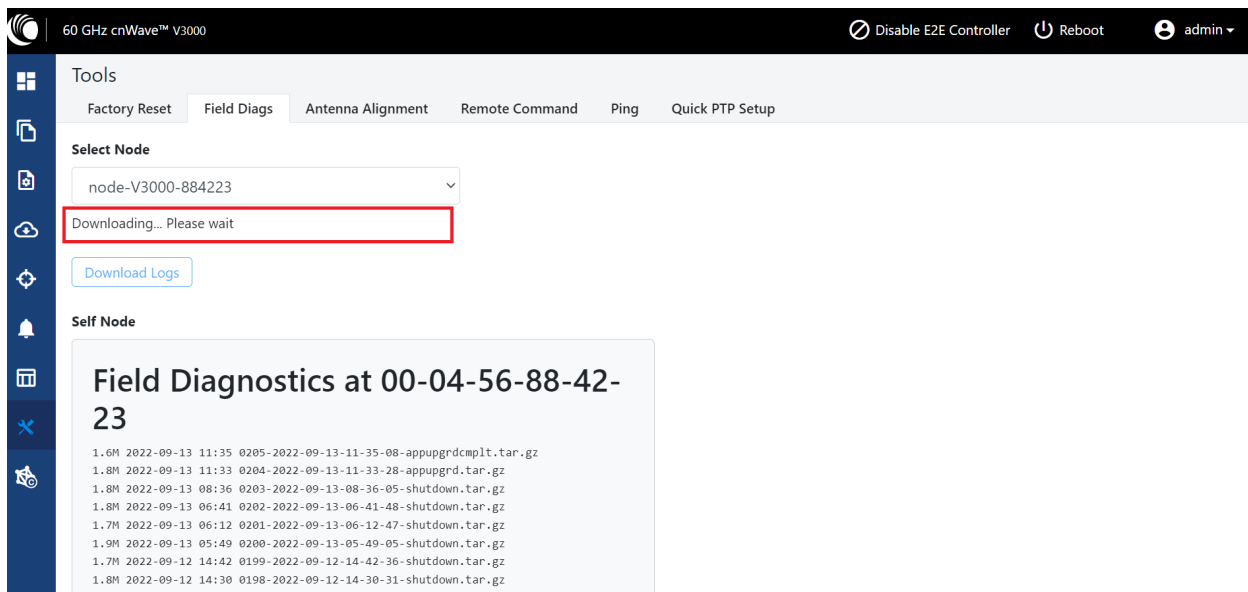 60 GHz cnWave™ V3000
Disable E2E Controller
Reboot
admin
Tools
Factory Reset
Field Diags
Antenna Alignment
Remote Command
Ping
Quick PTP Setup
Select Node
node-V3000-884223
Downloading... Please wait
Download Logs
Self Node
Field Diagnostics at 00-04-56-88-42-
23
1.6M 2022-09-13 11:35 0205-2022-09-13-11-35-08-appupgrdcmplt.tar.gz
1.8M 2022-09-13 11:33 0204-2022-09-13-11-33-28-appupgrd.tar.gz
1.8M 2022-09-13 08:36 0203-2022-09-13-08-36-05-shutdown.tar.gz
1.8M 2022-09-13 06:41 0202-2022-09-13-06-41-48-shutdown.tar.gz
1.7M 2022-09-13 06:12 0201-2022-09-13-06-12-47-shutdown.tar.gz
1.9M 2022-09-13 05:49 0200-2022-09-13-05-49-05-shutdown.tar.gz
1.7M 2022-09-12 14:42 0199-2022-09-12-14-42-36-shutdown.tar.gz
1.8M 2022-09-12 14:30 0198-2022-09-12-14-30-31-shutdown.tar.gz